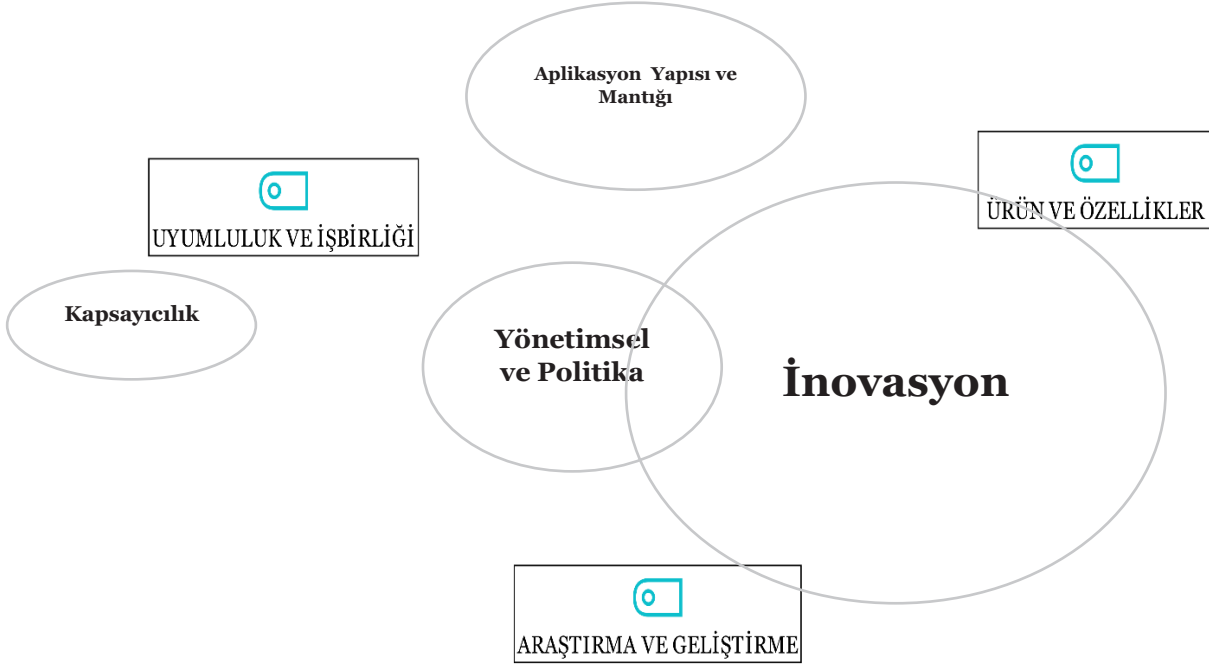 Aplikasyon Yapısı ve
Mantığı
UYUMLULUK VE İŞBİRLİĞİ
ÜRÜN VE ÖZELLİKLER
Kapsayıcılık
Yönetimsel
ve Politika
İnovasyon
ARAŞTIRMA VE GELİŞTİRME